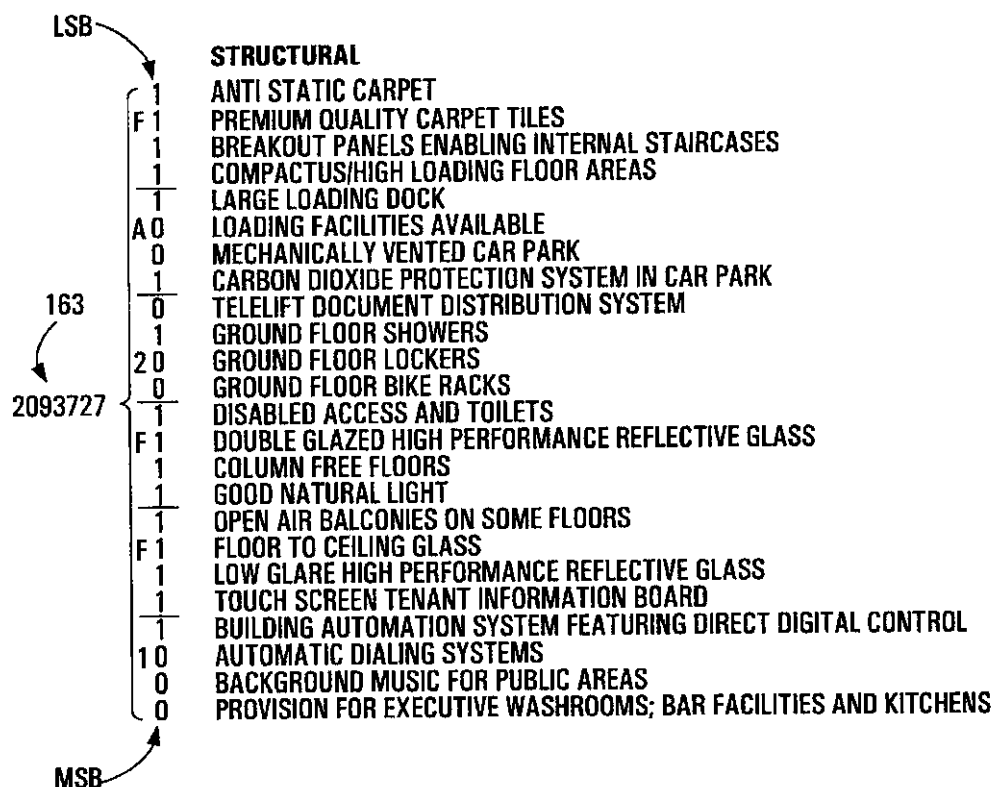 LSB
STRUCTURAL
1 ANTI STATIC CARPET
F 1 PREMIUM QUALITY CARPET TILES
1 BREAKOUT PANELS ENABLING INTERNAL STAIRCASES
1 COMPACTUS/HIGH LOADING FLOOR AREAS
1 LARGE LOADING DOCK
A 0 LOADING FACILITIES AVAILABLE
0 MECHANICALLY VENTED CAR PARK
1 CARBON DIOXIDE PROTECTION SYSTEM IN CAR PARK
0 TELELIFT DOCUMENT DISTRIBUTION SYSTEM
163
1 GROUND FLOOR SHOWERS
2 0 GROUND FLOOR LOCKERS
0 GROUND FLOOR BIKE RACKS
2093727
1 DISABLED ACCESS AND TOILETS
F 1 DOUBLE GLAZED HIGH PERFORMANCE REFLECTIVE GLASS
1 COLUMN FREE FLOORS
1 GOOD NATURAL LIGHT
1 OPEN AIR BALCONIES ON SOME FLOORS
F 1 FLOOR TO CEILING GLASS
1 LOW GLARE HIGH PERFORMANCE REFLECTIVE GLASS
1 TOUCH SCREEN TENANT INFORMATION BOARD
1 BUILDING AUTOMATION SYSTEM FEATURING DIRECT DIGITAL CONTROL
1 0 AUTOMATIC DIALING SYSTEMS
0 BACKGROUND MUSIC FOR PUBLIC AREAS
0 PROVISION FOR EXECUTIVE WASHROOMS; BAR FACILITIES AND KITCHENS
MSB